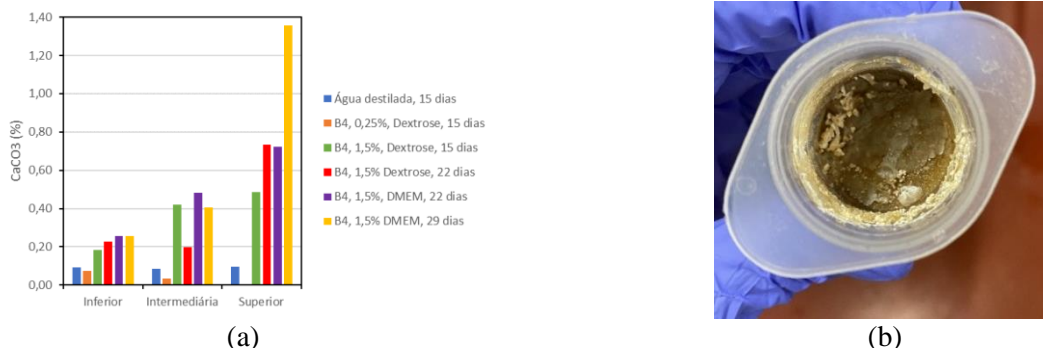 1,40
1,20
1,00
0,80
0,60
0,40
0,20
0,00
CaCO3 (%)
Inferior Intermediária Superior
Água destilada, 15 dias
B4, 0,25%, Dextrose, 15 dias
B4, 1,5%, Dextrose, 15 dias
B4, 1,5% Dextrose, 22 dias
B4, 1,5%, DMEM, 22 dias
B4, 1,5% DMEM, 29 dias
(a) (b)